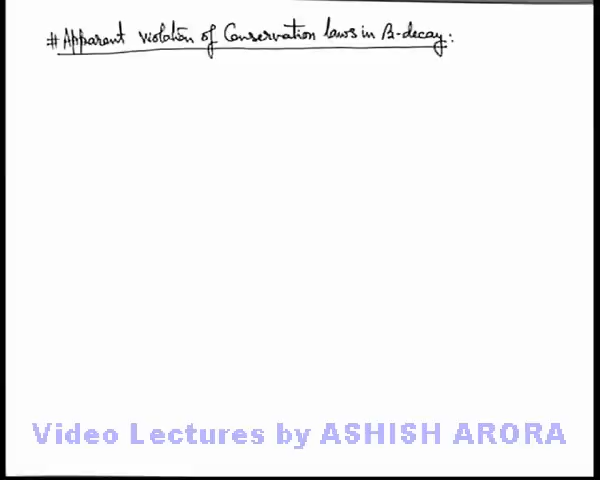 # Apparent violation of Conservation laws in β-decay:
Video Lectures by ASHISH ARORA